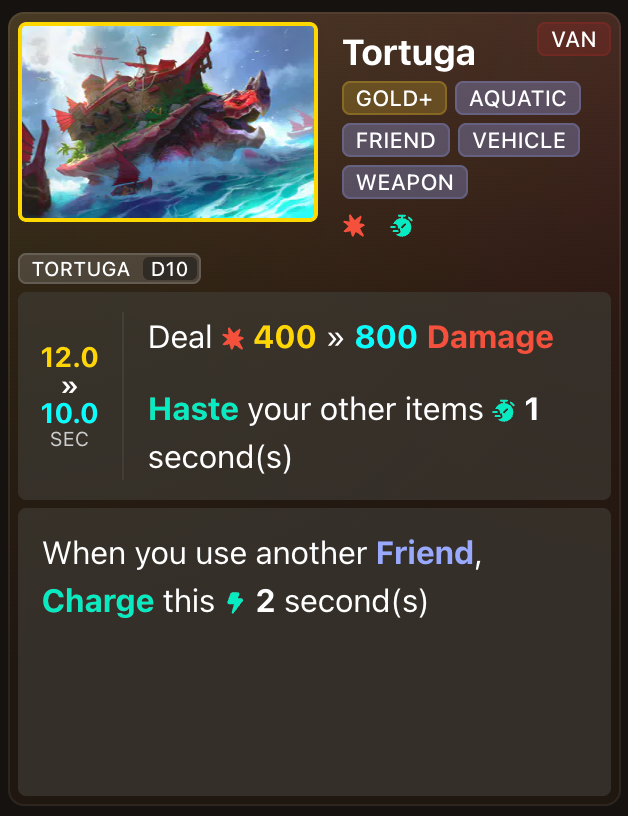 Tortuga
VAN
GOLD+ AQUATIC
FRIEND VEHICLE
WEAPON
TORTUGA D10
12.0
»
10.0
SEC
Deal 400 » 800 Damage
Haste your other items 1
second(s)
When you use another Friend,
Charge this 2 second(s)